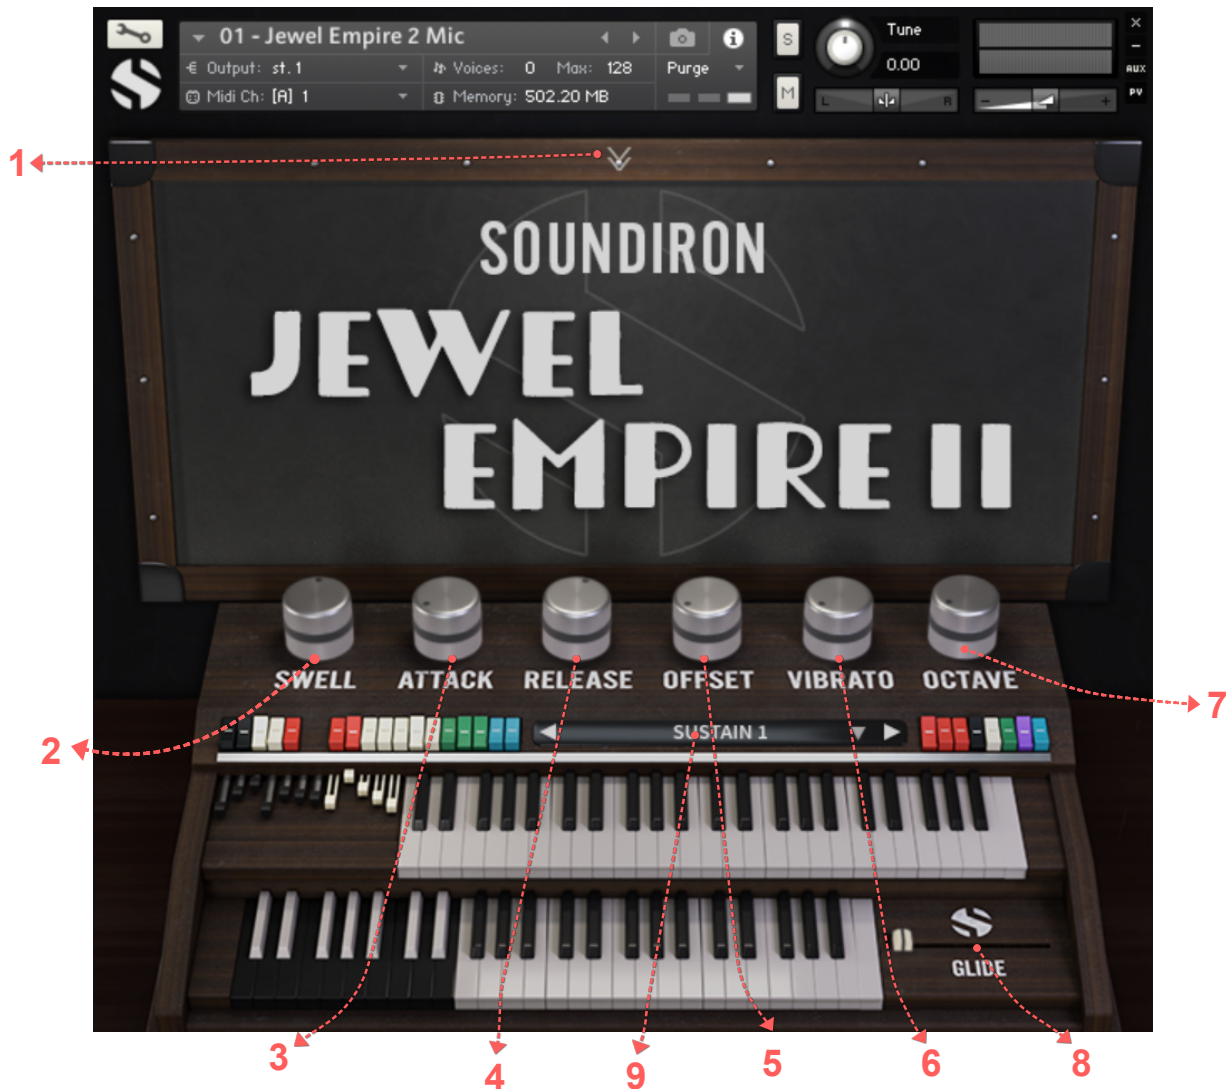 01 - Jewel Empire 2 Mic
Output: st. 1
Voices: 0 Max: 128
Purge
Midi Ch: [A] 1
Memory: 502.20 MB
S
M
Tune
0.00
L
R
AUX
PV
1
SOUNDIRON
JEWEL
EMPIRE II
SWELL
ATTACK
RELEASE
OFFSET
VIBRATO
OCTAVE
7
2
SUSTAIN 1
GLIDE
3
4
9
5
6
8